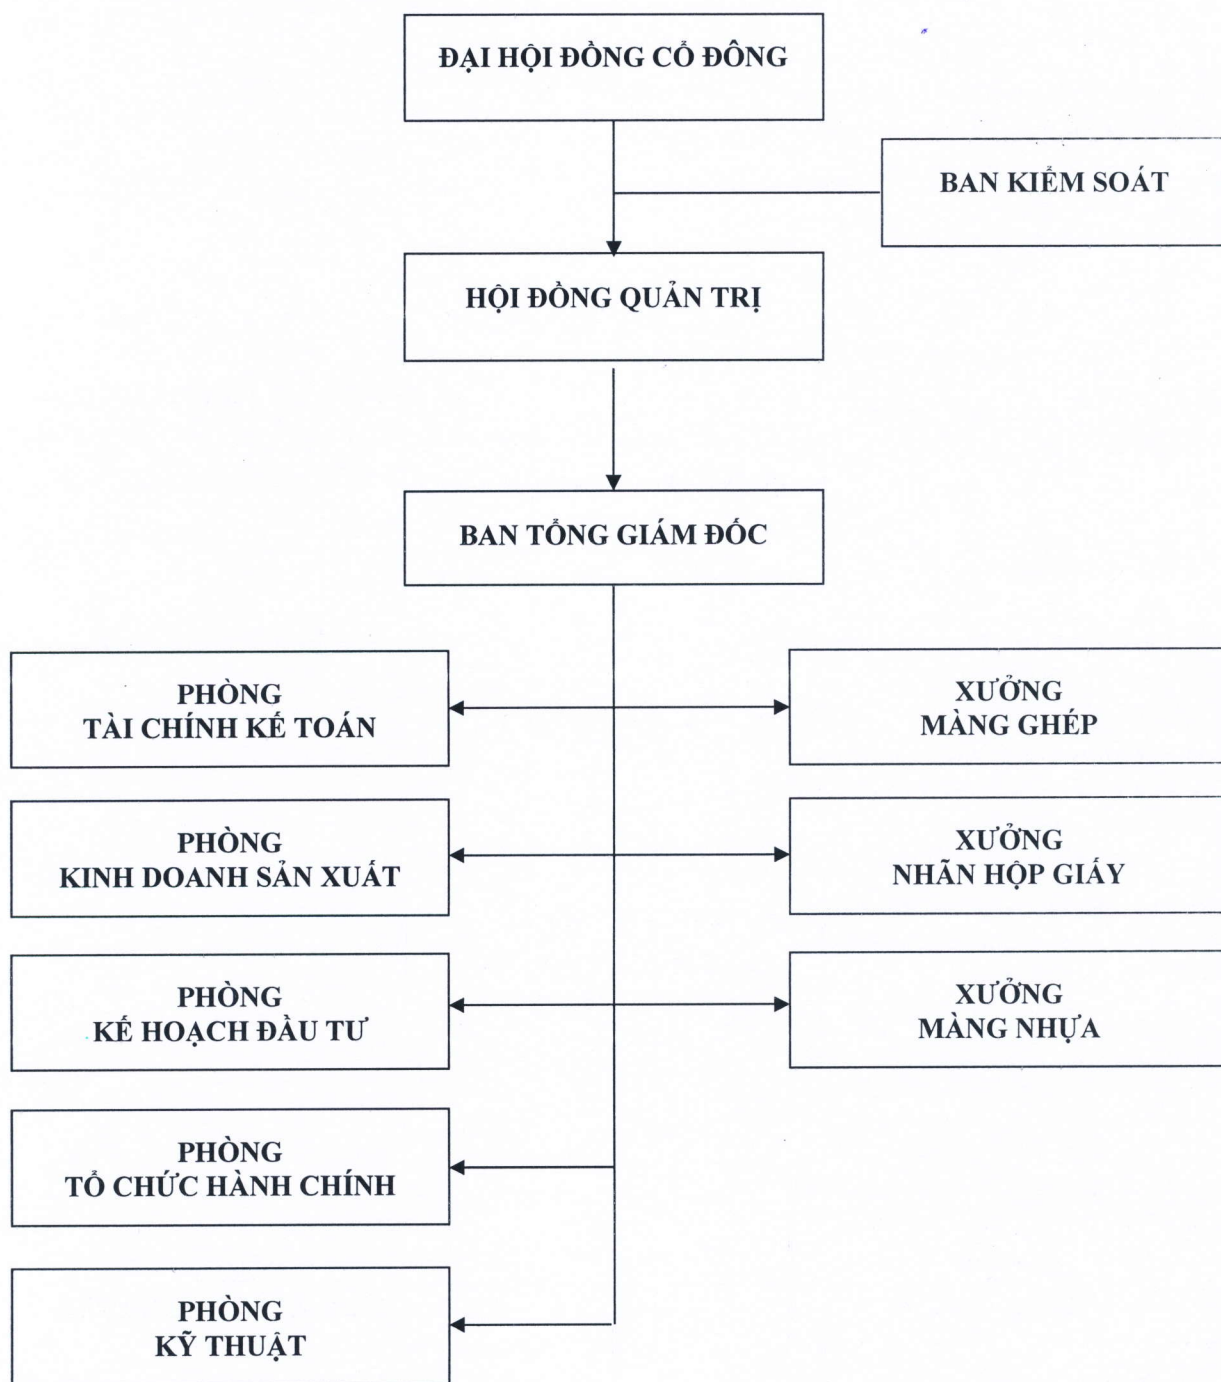 ĐẠI HỘI ĐỒNG CỔ ĐÔNG
BAN KIỂM SOÁT
HỘI ĐỒNG QUẢN TRỊ
BAN TỔNG GIÁM ĐỐC
PHÒNG
TÀI CHÍNH KẾ TOÁN
XƯỞNG
MÀNG GHÉP
PHÒNG
KINH DOANH SẢN XUẤT
XƯỞNG
NHÃN HỘP GIẤY
PHÒNG
KẾ HOẠCH ĐẦU TƯ
XƯỞNG
MÀNG NHỰA
PHÒNG
TỔ CHỨC HÀNH CHÍNH
PHÒNG
KỸ THUẬT